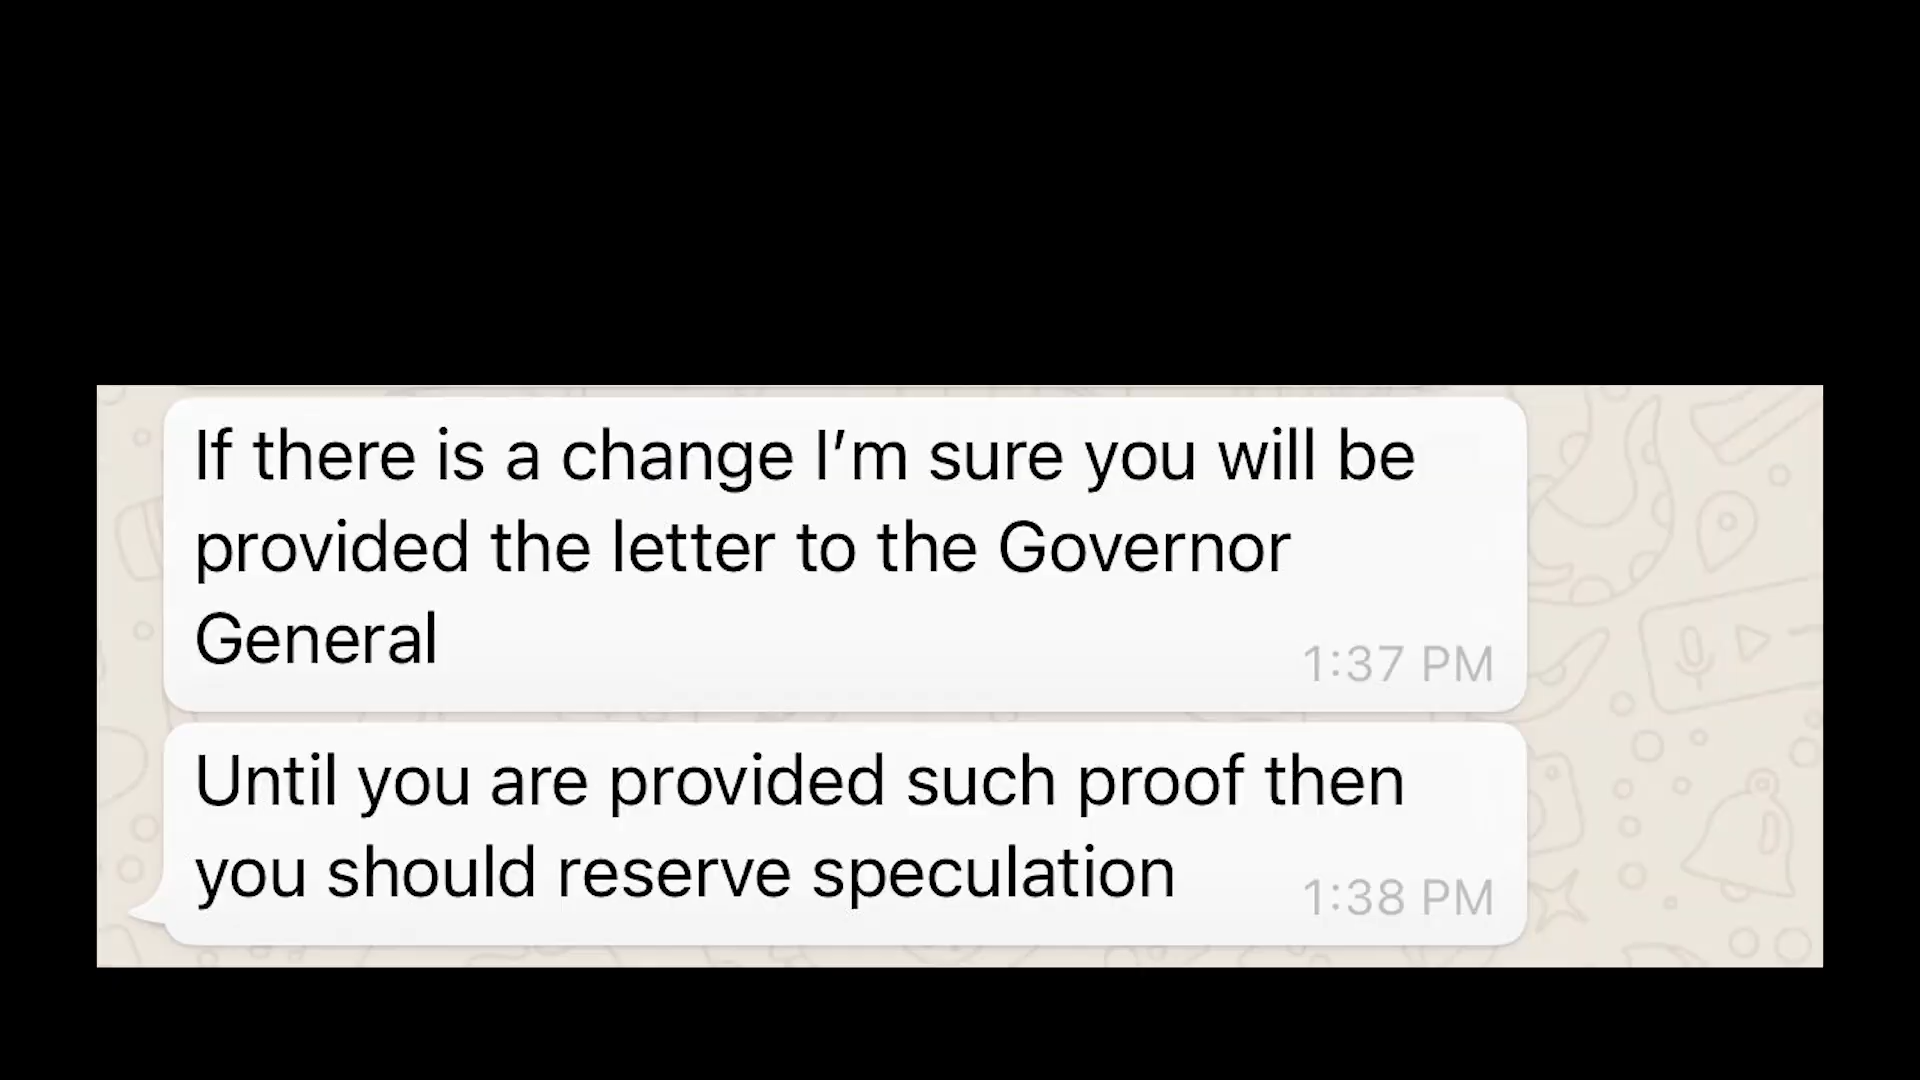 If there is a change I’m sure you will be
provided the letter to the Governor
General
1:37 PM
Until you are provided such proof then
you should reserve speculation
1:38 PM